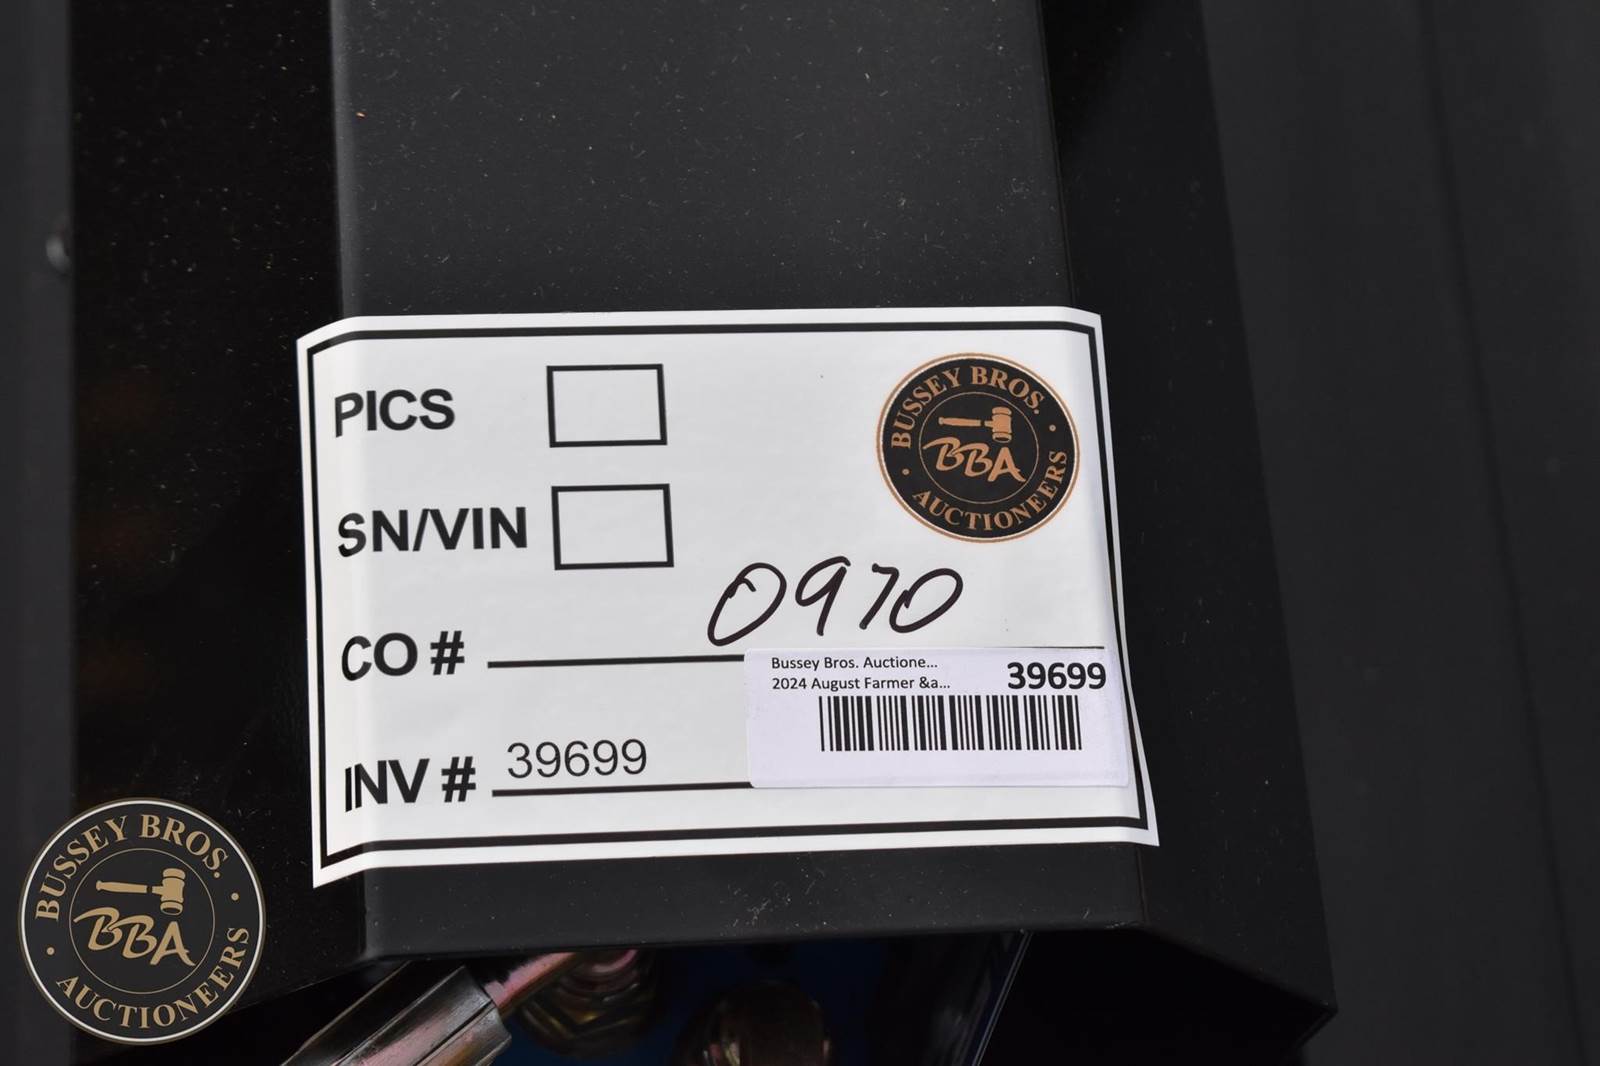 PICS
BUSSEY BROS.
BBA
AUCTIONEERS
SN/VIN
0970
CO #
Bussey Bros. Auctione...
2024 August Farmer &a...
39699
INV # 39699
BUSSEY BROS.
BBA
AUCTIONEERS